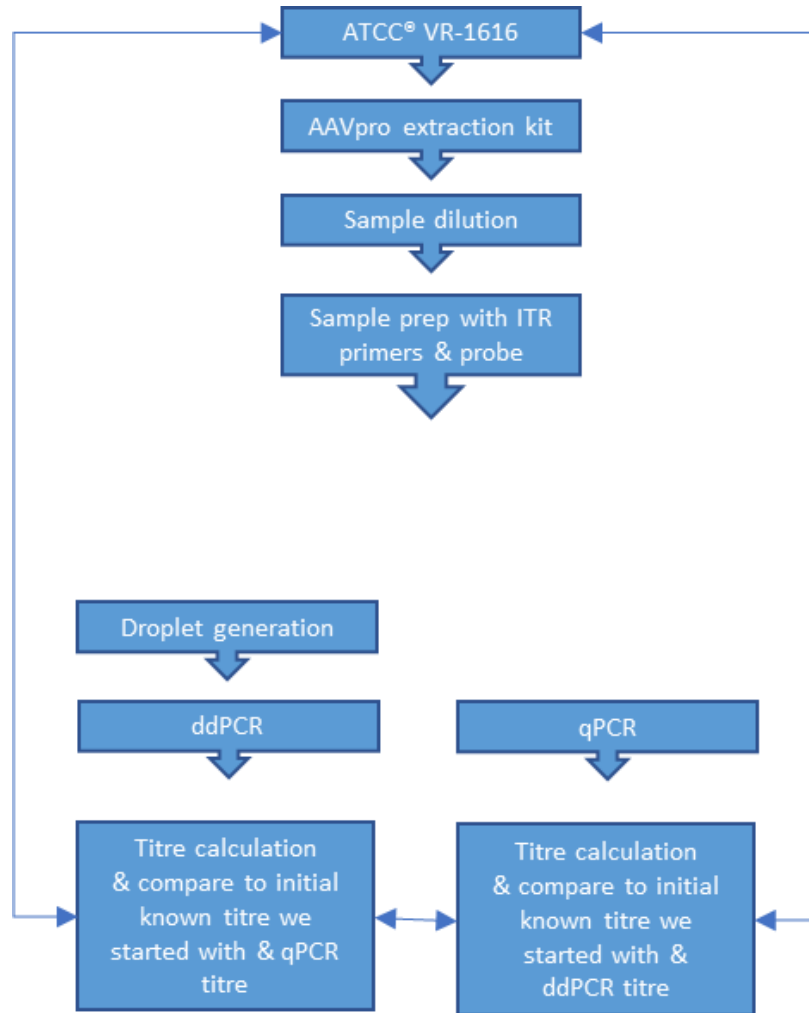 ATCC® VR-1616
AAVpro extraction kit
Sample dilution
Sample prep with ITR
primers & probe
Droplet generation
ddPCR
qPCR
Titre calculation
& compare to initial
known titre we
started with & qPCR
titre
Titre calculation
& compare to initial
known titre we
started with &
ddPCR titre